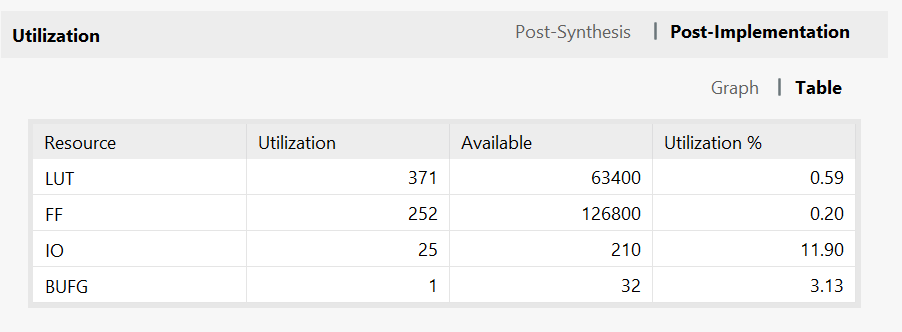 Utilization Post-Synthesis | Post-Implementation
Graph | Table
Resource Utilization Available Utilization %
LUT 371 63400 0.59
FF 252 126800 0.20
IO 25 210 11.90
BUFG 1 32 3.13